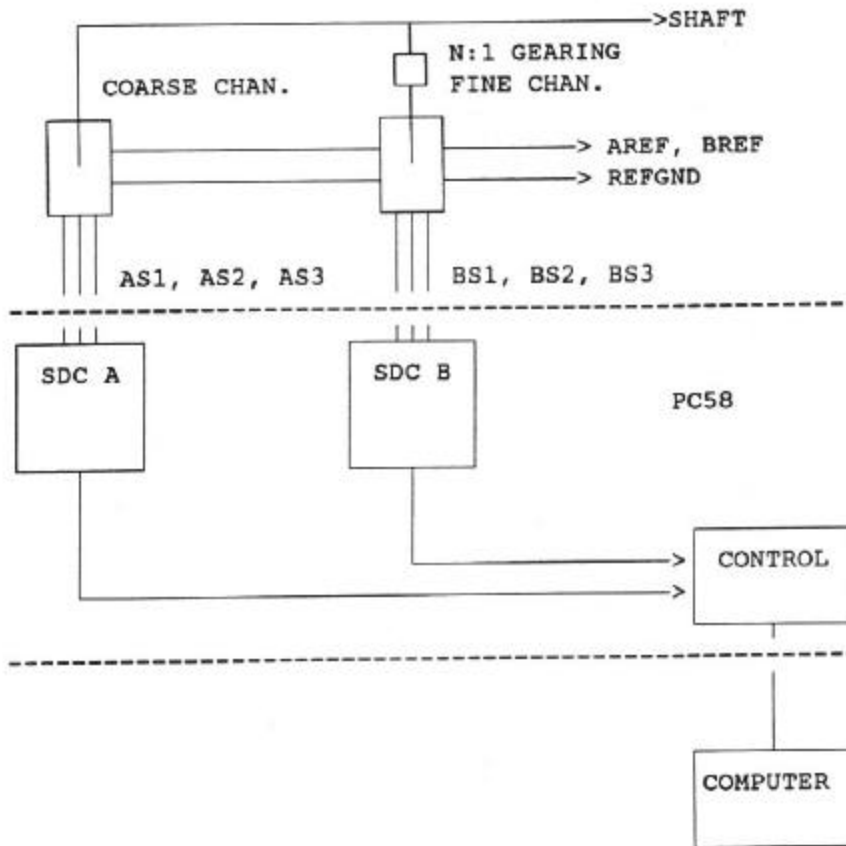 >SHAFT
N:1 GEARING
FINE CHAN.
COARSE CHAN.
> AREF, BREF
> REFGND
AS1, AS2, AS3
BS1, BS2, BS3
SDC A
SDC B
PC58
> CONTROL
>
COMPUTER